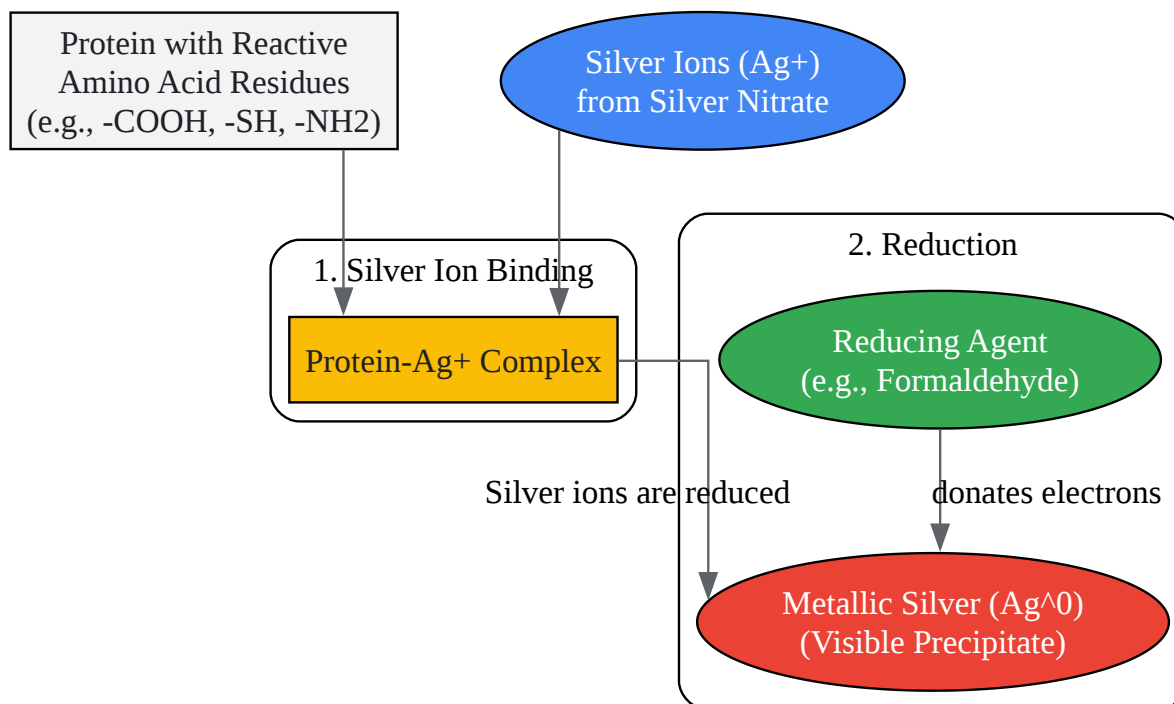 Protein with Reactive
Amino Acid Residues
(e.g., -COOH, -SH, -NH2)
Silver Ions (Ag+)
from Silver Nitrate
1. Silver Ion Binding
Protein-Ag+ Complex
2. Reduction
Reducing Agent
(e.g., Formaldehyde)
Silver ions are reduced
donates electrons
Metallic Silver (Ag^0)
(Visible Precipitate)